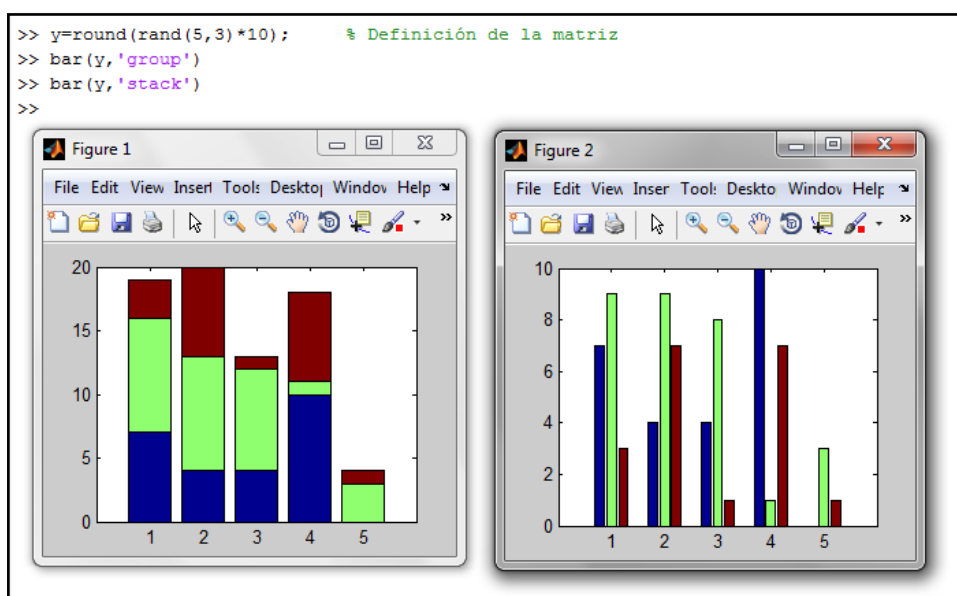 >> y=round(rand(5,3)*10);     % Definición de la matriz
>> bar(y,'group')
>> bar(y,'stack')
>>
Figure 1
File Edit View Insert Tools Desktop Window Help
20
15
10
5
0
1 2 3 4 5
Figure 2
File Edit View Inser Tools Deskto Window Help
10
8
6
4
2
0
1 2 3 4 5